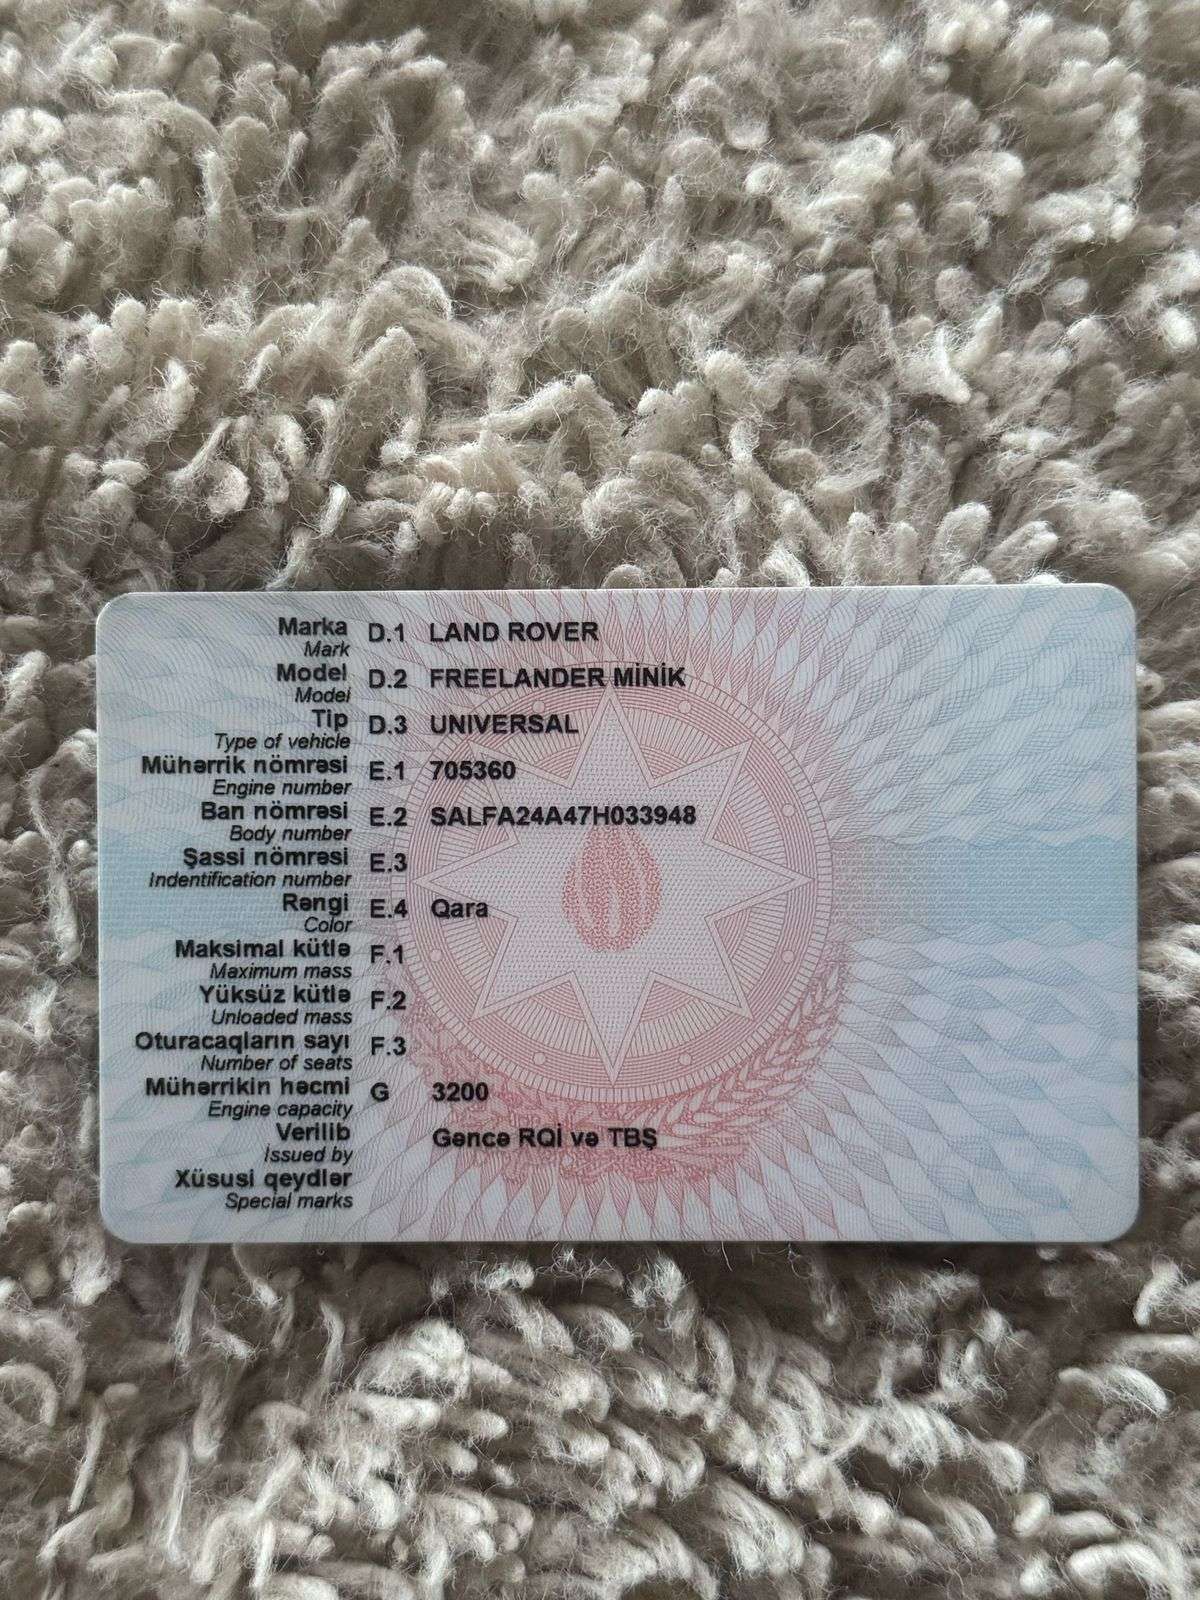 Marka D.1 LAND ROVER
Mark
Model D.2 FREELANDER MİNİK
Model
Tip D.3 UNIVERSAL
Type of vehicle
Mühərrik nömrəsi E.1 705360
Engine number
Ban nömrəsi E.2 SALFA24A47H033948
Body number
Şassi nömrəsi E.3
Indentification number
Rəngi E.4 Qara
Color
Maksimal kütlə F.1
Maximum mass
Yüksüz kütlə F.2
Unloaded mass
Oturacaqların sayı F.3
Number of seats
Mühərrikin həcmi G 3200
Engine capacity
Verilib Gəncə RQİ və TBŞ
İssued by
Xüsusi qeydlər
Special marks